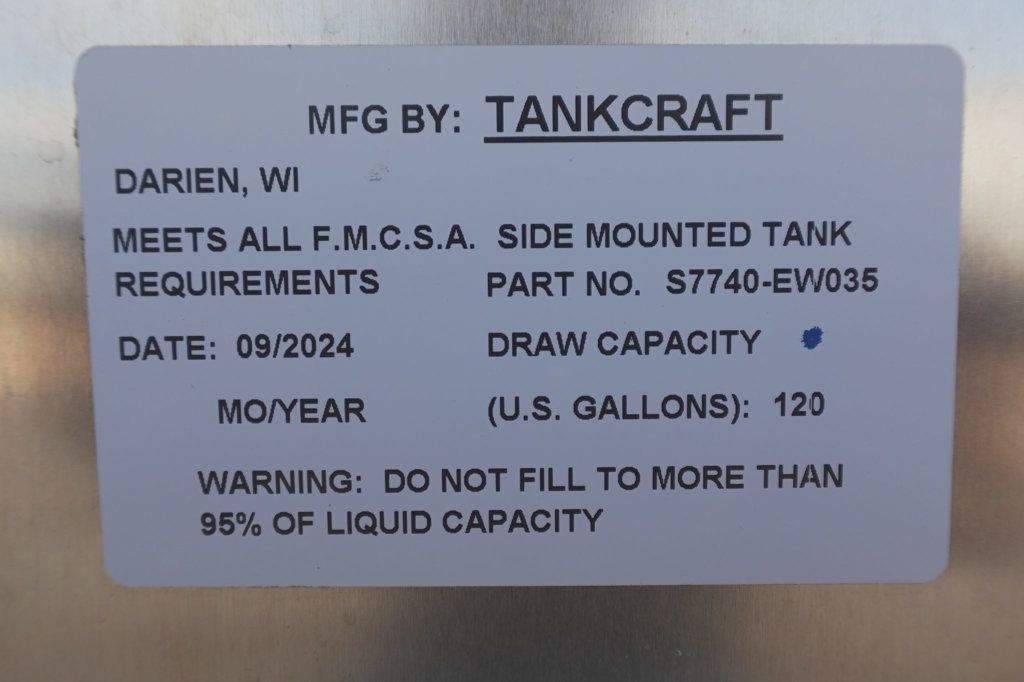 MFG BY: TANKCRAFT
DARIEN, WI
MEETS ALL F.M.C.S.A. SIDE MOUNTED TANK
REQUIREMENTS PART NO. S7740-EW035
DATE: 09/2024 DRAW CAPACITY
MO/YEAR (U.S. GALLONS): 120
WARNING: DO NOT FILL TO MORE THAN
95% OF LIQUID CAPACITY